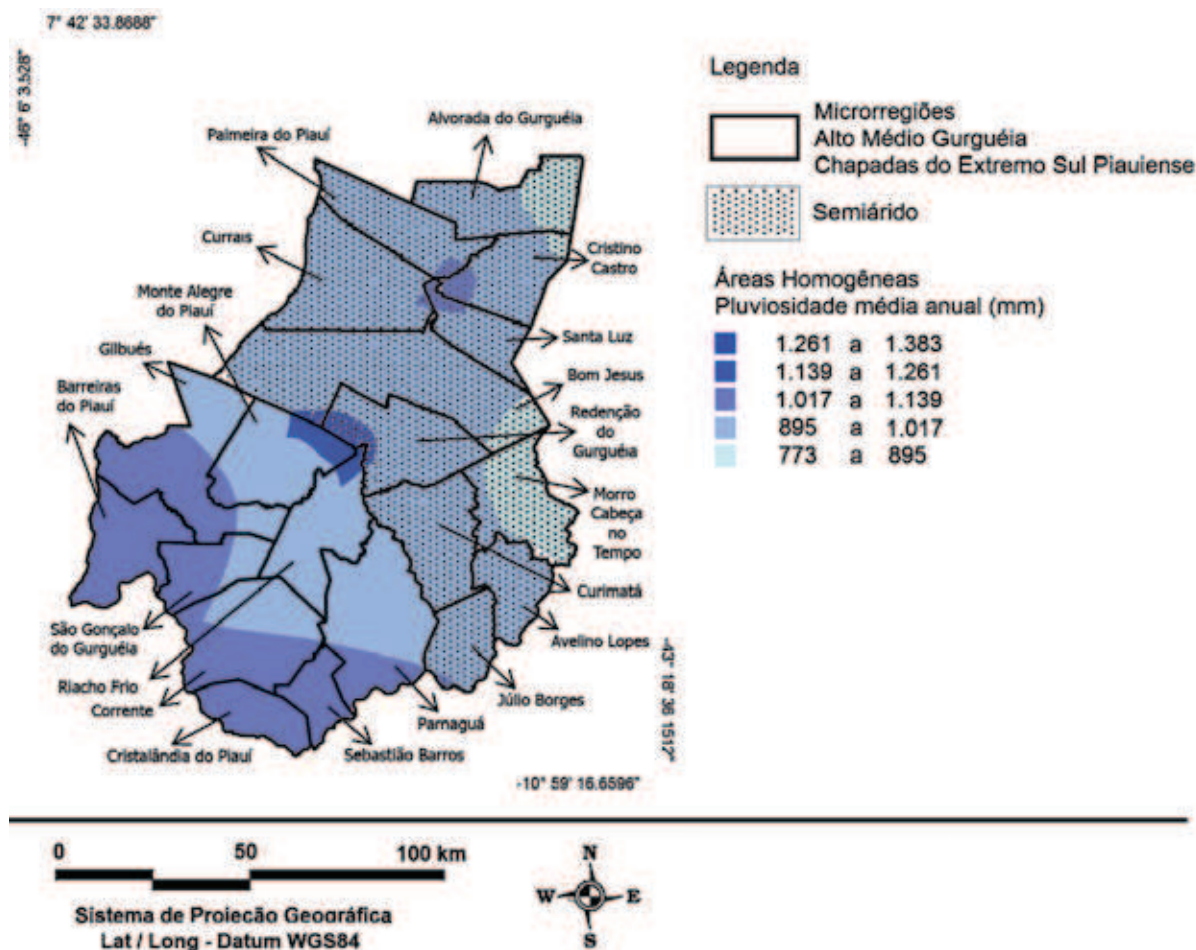 7° 42' 33.8688"
-46° 6' 3.528"
Palmeira do Piauí
Alvorada do Gurguéia
Currais
Cristino
Castro
Monte Alegre
do Piauí
Santa Luz
Gilbués
Bom Jesus
Barreiras
do Piauí
Redenção
do
Gurguéia
Morro
Cabeça
no
Tempo
Curimatá
São Gonçalo
do Gurguéia
Avelino Lopes
Riacho Frio
Júlio Borges
Corrente
Parnaguá
Cristalândia do Piauí
Sebastião Barros
-43° 18' 36.1512"
-10° 59' 16.6596"
Legenda
Microrregiões
Alto Médio Gurguéia
Chapadas do Extremo Sul Piauiense
Semiárido
Áreas Homogêneas
Pluviosidade média anual (mm)
1.261 a 1.383
1.139 a 1.261
1.017 a 1.139
895 a 1.017
773 a 895
0 50 100 km
Sistema de Projeção Geográfica
Lat / Long - Datum WGS84
N
W E
S